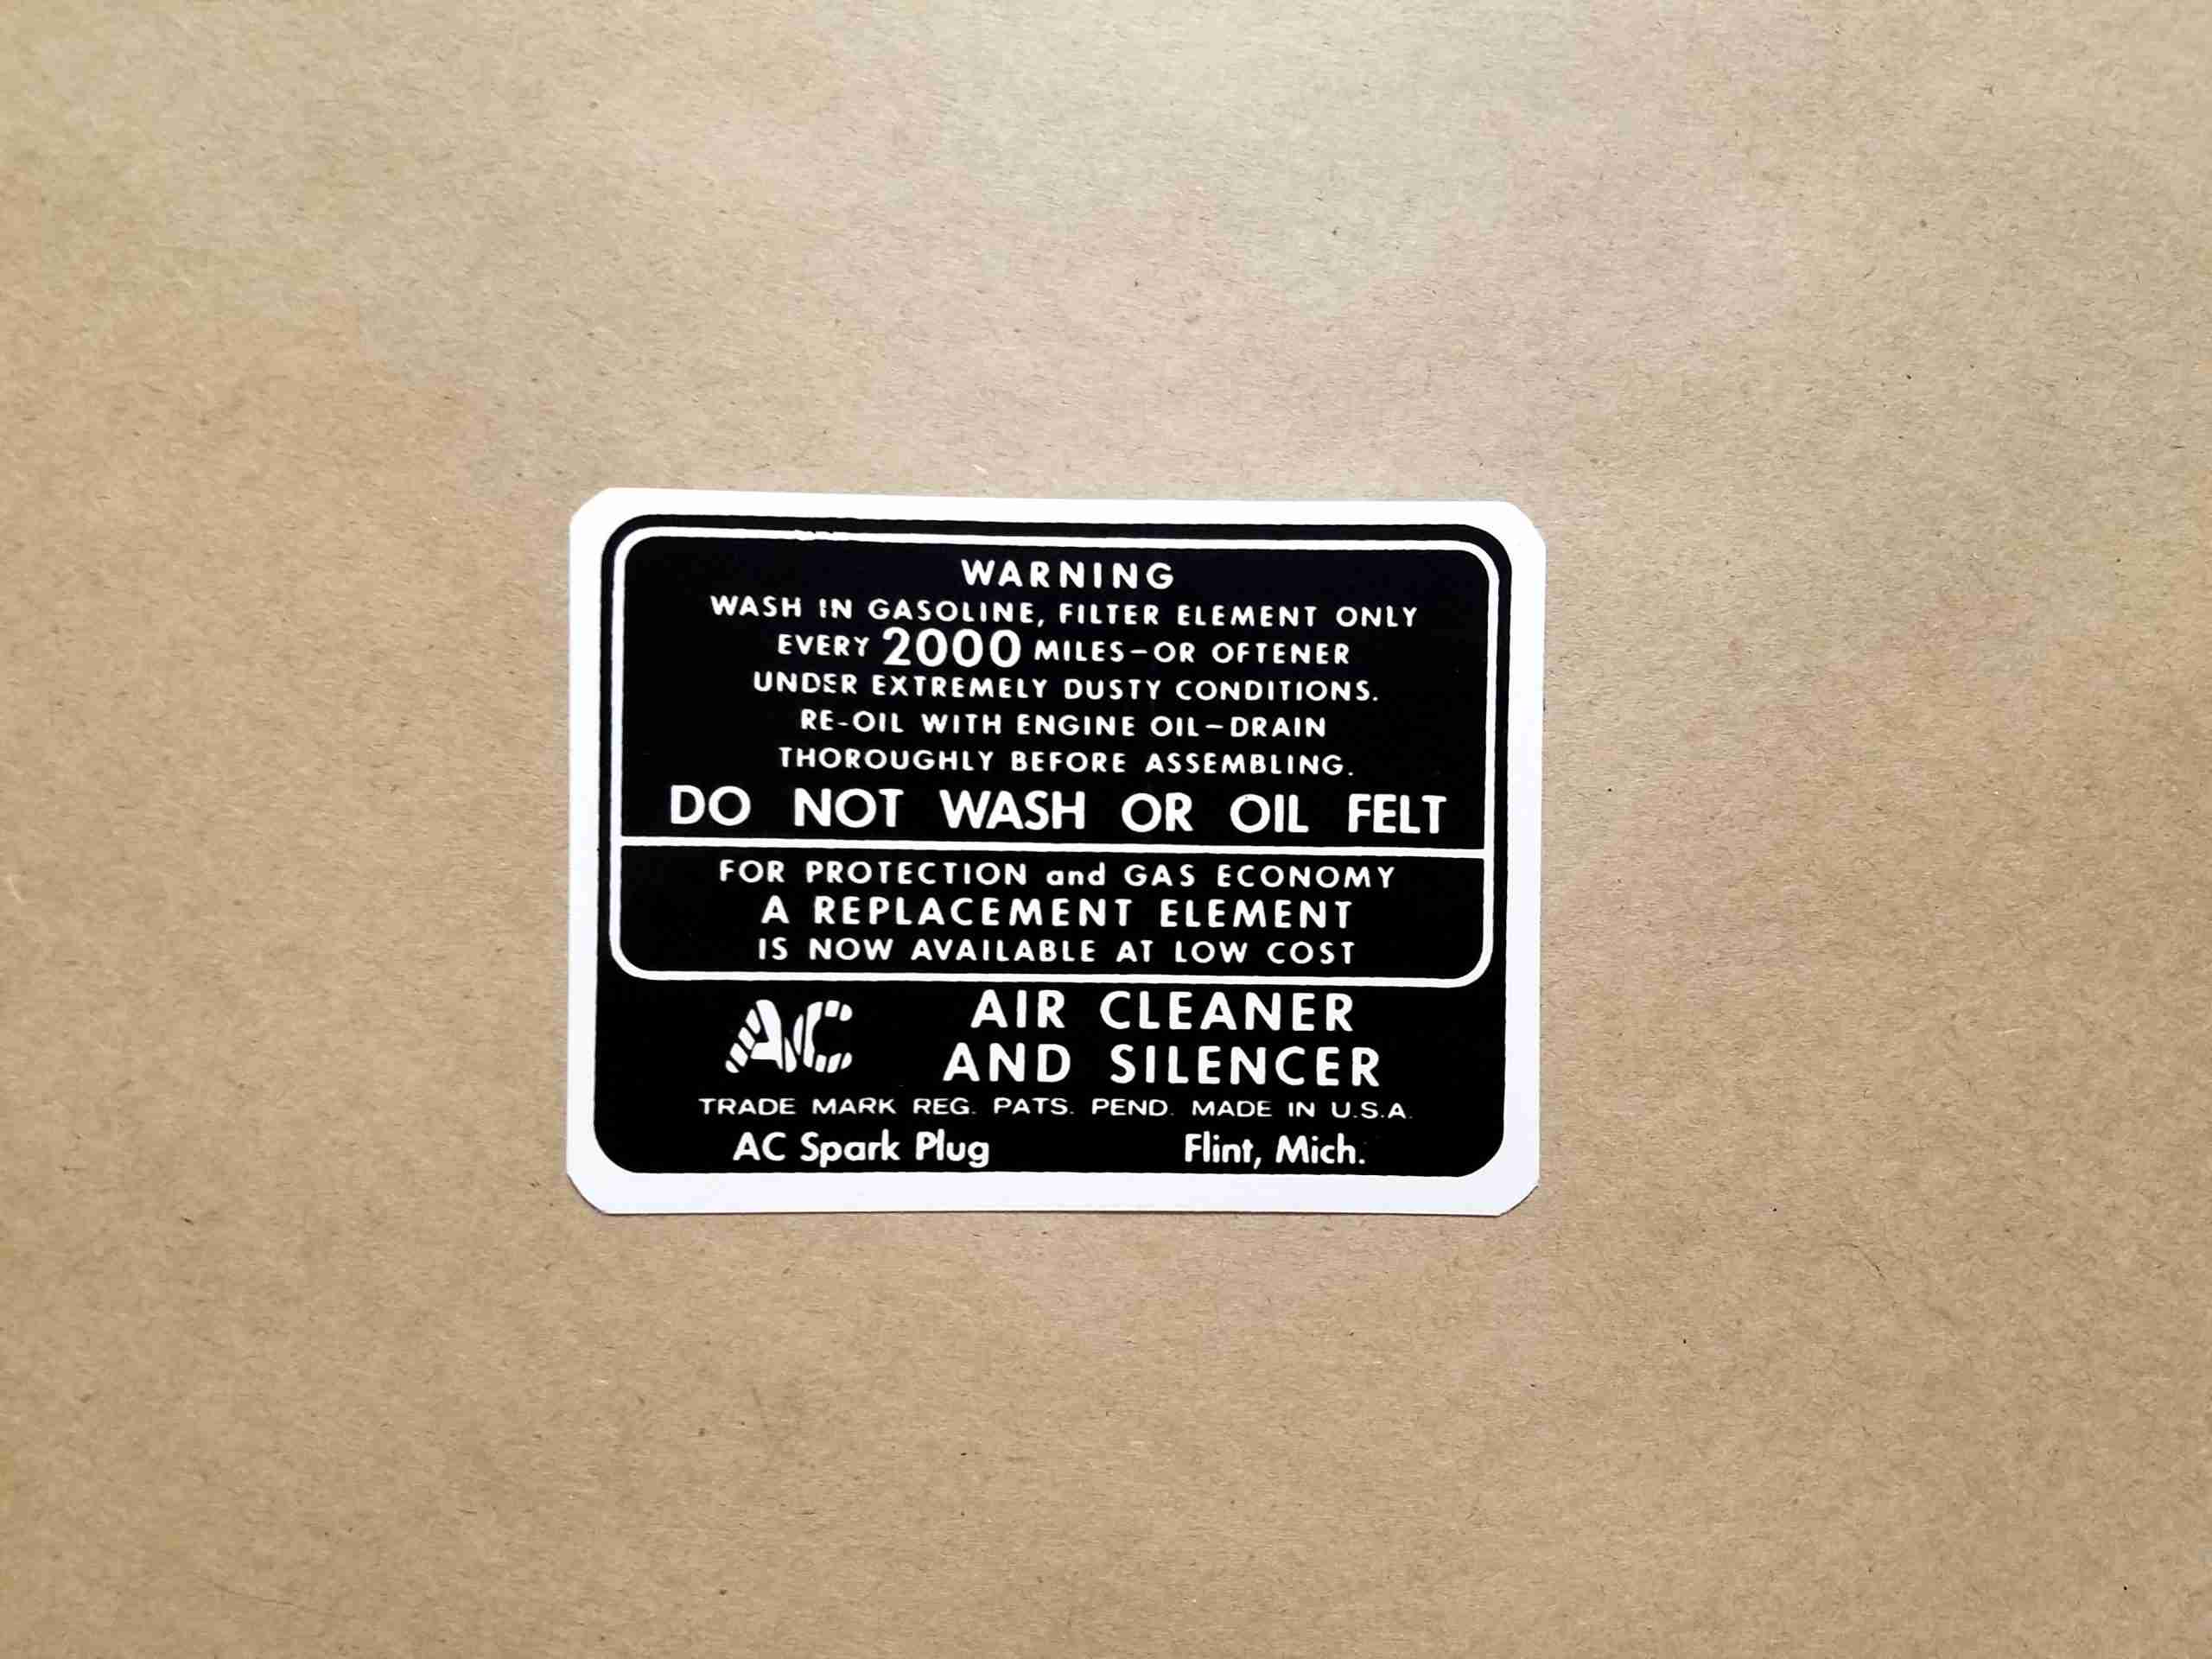 WARNING
WASH IN GASOLINE, FILTER ELEMENT ONLY
EVERY 2000 MILES-OR OFTENER
UNDER EXTREMELY DUSTY CONDITIONS.
RE-OIL WITH ENGINE OIL-DRAIN
THOROUGHLY BEFORE ASSEMBLING.
DO NOT WASH OR OIL FELT
FOR PROTECTION and GAS ECONOMY
A REPLACEMENT ELEMENT
IS NOW AVAILABLE AT LOW COST
AC AIR CLEANER
AND SILENCER
TRADE MARK REG. PATS. PEND. MADE IN U.S.A.
AC Spark Plug Flint, Mich.